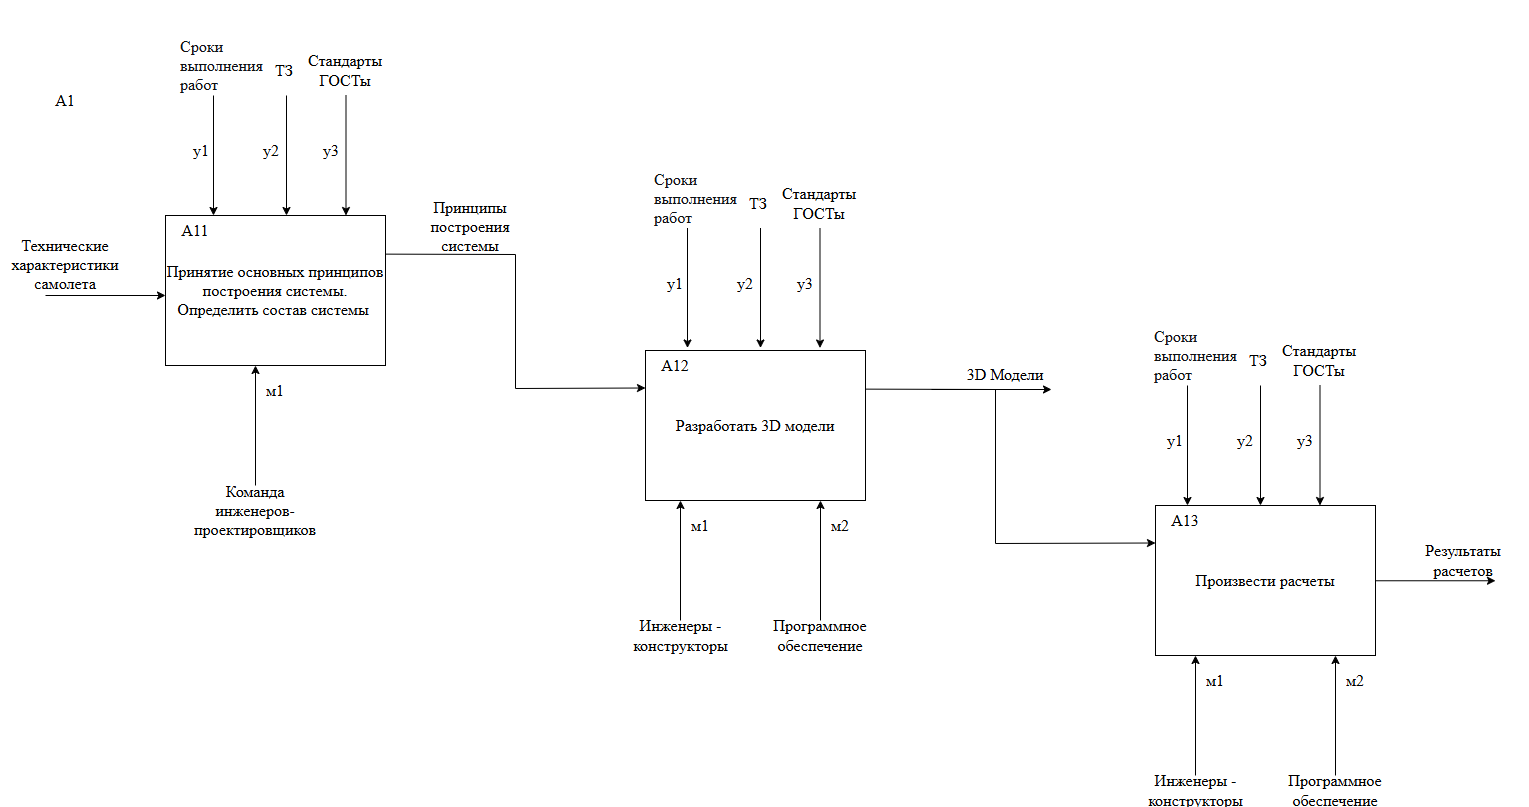 А1
Сроки
выполнения
работ
ТЗ
Стандарты
ГОСТы
у1
у2
у3
А11
Принятие основных принципов
построения системы.
Определить состав системы
Технические
характеристики
самолета
м1
Команда
инженеров-
проектировщиков
Принципы
построения
системы
Сроки
выполнения
работ
ТЗ
Стандарты
ГОСТы
у1
у2
у3
А12
Разработать 3D модели
м1
м2
Инженеры -
конструкторы
Программное
обеспечение
3D Модели
Сроки
выполнения
работ
ТЗ
Стандарты
ГОСТы
у1
у2
у3
А13
Произвести расчеты
Результаты
расчетов
м1
м2
Инженеры -
конструкторы
Программное
обеспечение